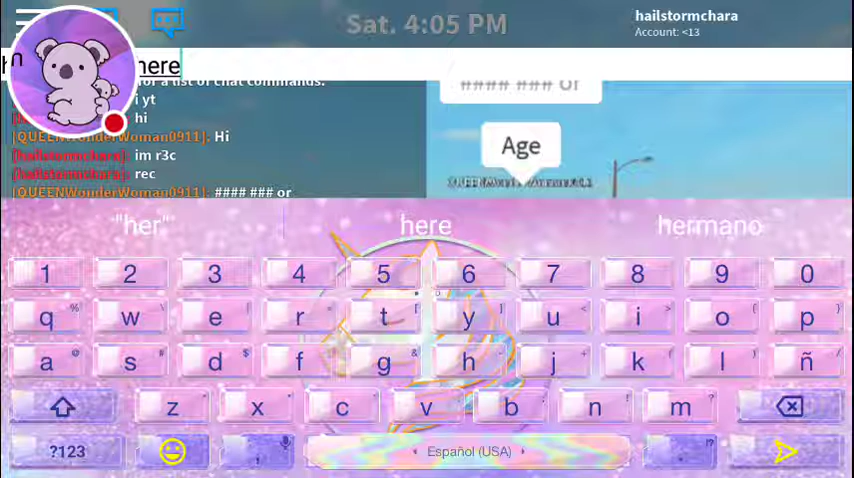 Sat. 4:05 PM
hailstormchara
Account: <13
here
for a list of chat commands.
i yt
hi
[QUEENWonderWoman0911]: Hi
[hailstormchara]: im r3c
[hailstormchara]: rec
[QUEENWonderWoman0911]: #### ### or
#### ### or
Age
QUEENWonderWoman0911
"her"
here
hermano
1 2 3 4 5 6 7 8 9 0
q w e r t y u i o p
a s d f g h j k l ñ
z x c v b n m
?123
, Español (USA) . !?